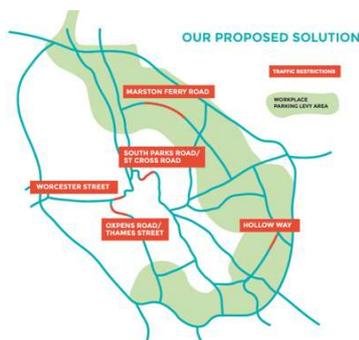 OUR PROPOSED SOLUTION
TRAFFIC RESTRICTIONS
MARSTON FERRY ROAD
WORKPLACE
PARKING LEVY AREA
SOUTH PARKS ROAD/
ST CROSS ROAD
WORCESTER STREET
OXPENS ROAD/
THAMES STREET
HOLLOW WAY